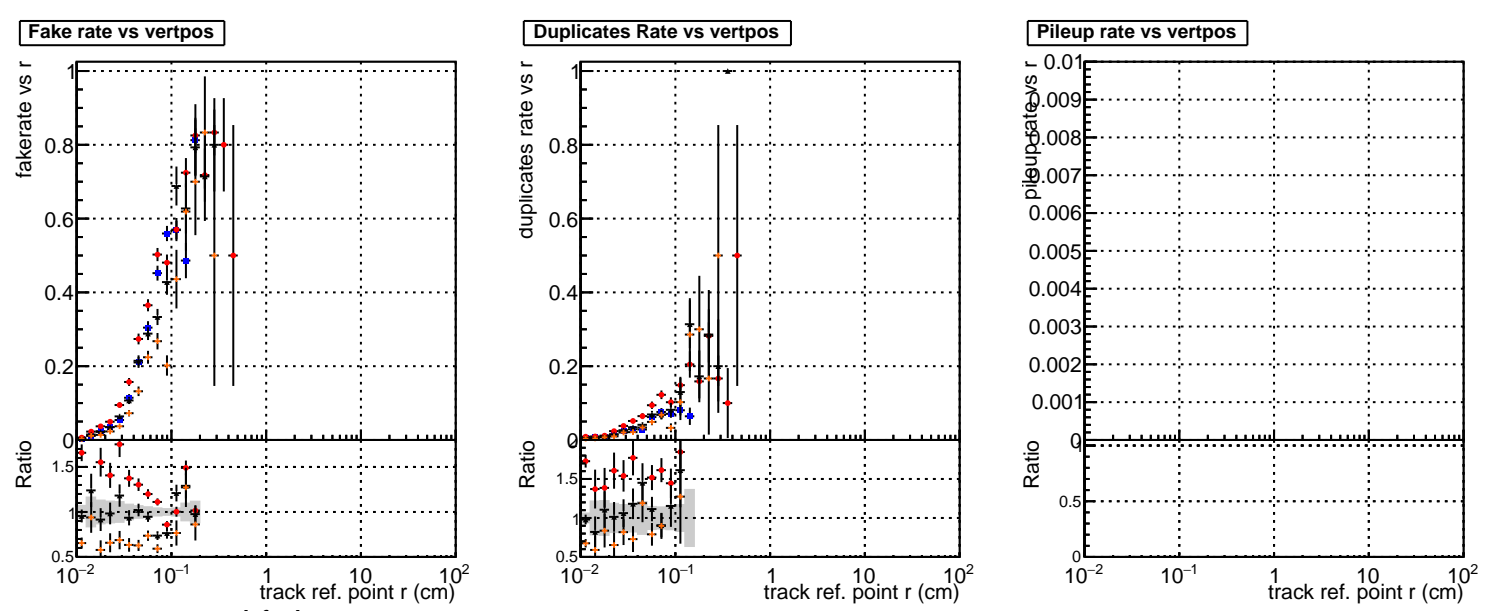 Fake rate vs vertpos
fakerate vs r
1
0.8
0.6
0.4
0.2
0
Ratio
1.5
1
0.5
10⁻² 10⁻¹ 1 10 10²
track ref. point r (cm)
Duplicates Rate vs vertpos
duplicates rate vs r
1
0.8
0.6
0.4
0.2
0
Ratio
1.5
1
0.5
10⁻² 10⁻¹ 1 10 10²
track ref. point r (cm)
Pileup rate vs vertpos
pileup rate vs r
0.01
0.009
0.008
0.007
0.006
0.005
0.004
0.003
0.002
0.001
0
Ratio
1
0.5
0
10⁻² 10⁻¹ 1 10 10²
track ref. point r (cm)